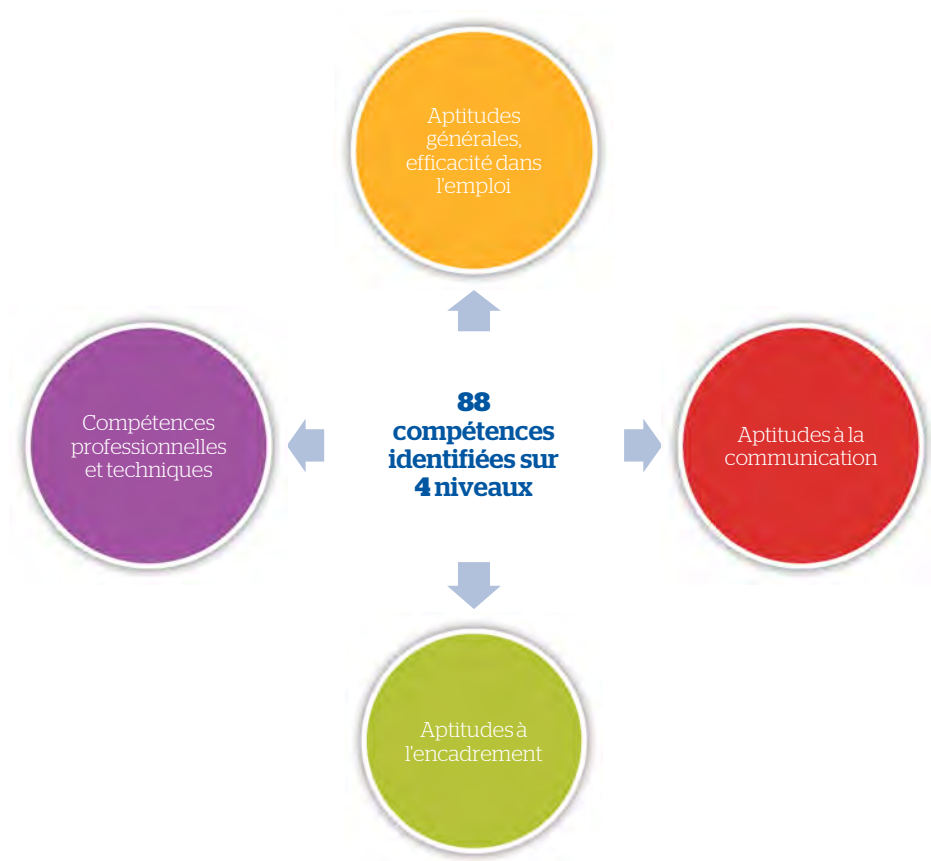 Aptitudes
générales,
efficacité dans
l'emploi
Compétences
professionnelles
et techniques
88
compétences
identifiées sur
4 niveaux
Aptitudes à la
communication
Aptitudes à
l'encadrement